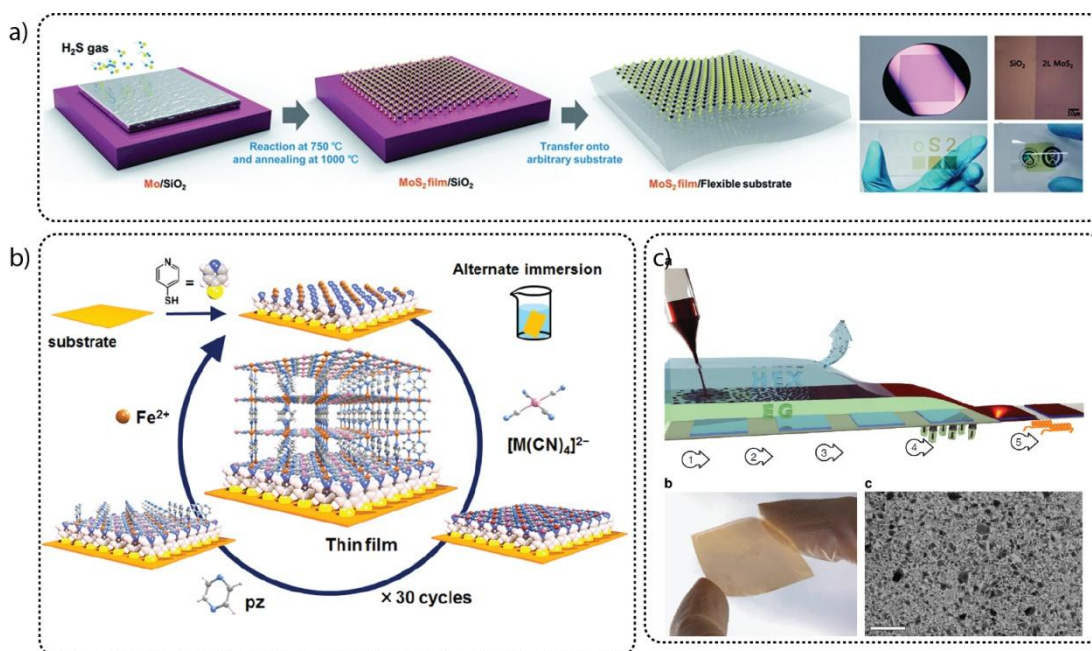 a)
H₂S gas
Reaction at 750 °C
and annealing at 1000 °C
Mo/SiO₂
MoS₂ film/SiO₂
Transfer onto
arbitrary substrate
MoS₂ film/Flexible substrate
SiO₂ 2L MoS₂
MoS2
b)
N
SH
=
substrate
Alternate immersion
Fe²⁺
[M(CN)₄]²⁻
Thin film
pz
× 30 cycles
c)
a
HEX
EG
1 2 3 4 5
b
c